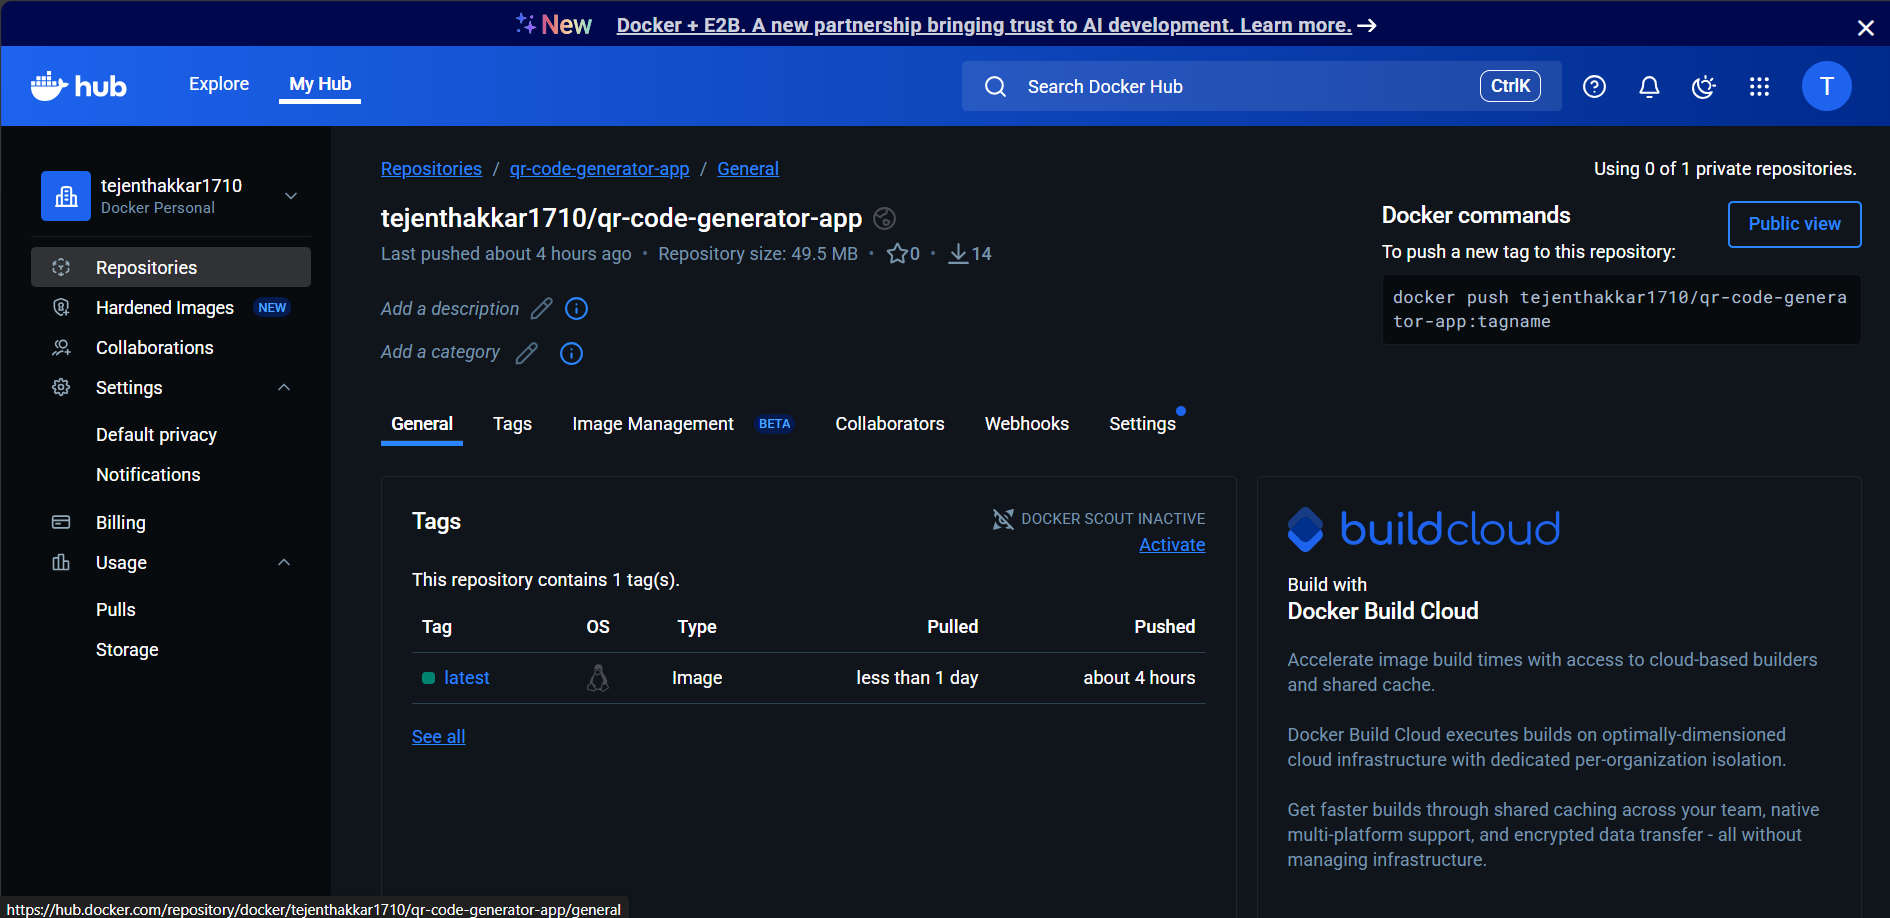 New Docker + E2B. A new partnership bringing trust to AI development. Learn more.
hub Explore My Hub Search Docker Hub CtrlK T
tejenthakkar1710
Docker Personal
Repositories
Hardened Images NEW
Collaborations
Settings
Default privacy
Notifications
Billing
Usage
Pulls
Storage
Repositories / qr-code-generator-app / General
Using 0 of 1 private repositories.
tejenthakkar1710/qr-code-generator-app
Last pushed about 4 hours ago • Repository size: 49.5 MB • 0 • 14
Add a description
Add a category
Docker commands
Public view
To push a new tag to this repository:
docker push tejenthakkar1710/qr-code-genera
tor-app:tagname
General Tags Image Management BETA Collaborators Webhooks Settings
Tags
DOCKER SCOUT INACTIVE
Activate
This repository contains 1 tag(s).
Tag OS Type Pulled Pushed
latest Image less than 1 day about 4 hours
See all
buildcloud
Build with
Docker Build Cloud
Accelerate image build times with access to cloud-based builders
and shared cache.
Docker Build Cloud executes builds on optimally-dimensioned
cloud infrastructure with dedicated per-organization isolation.
Get faster builds through shared caching across your team, native
multi-platform support, and encrypted data transfer - all without
managing infrastructure.
https://hub.docker.com/repository/docker/tejenthakkar1710/qr-code-generator-app/general